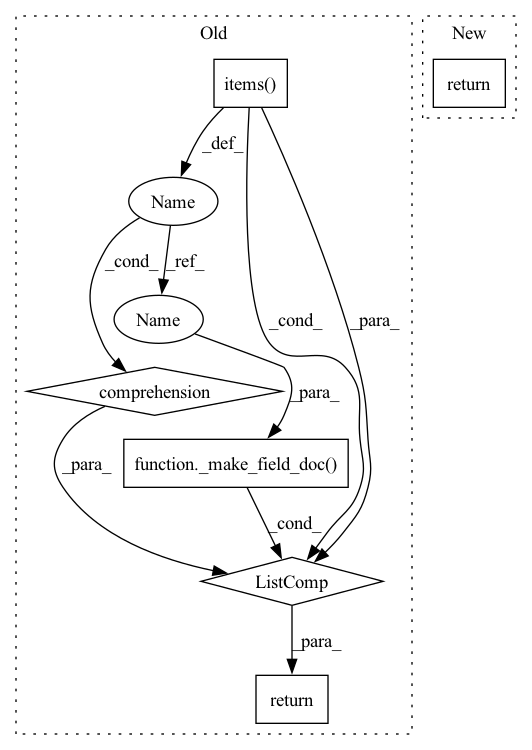 Old
New
items()
return
_def_
Name
_cond_
_ref_
_cond_
_para_
Name
comprehension
_para_
_para_
function._make_field_doc()
_cond_
ListComp
_para_
return